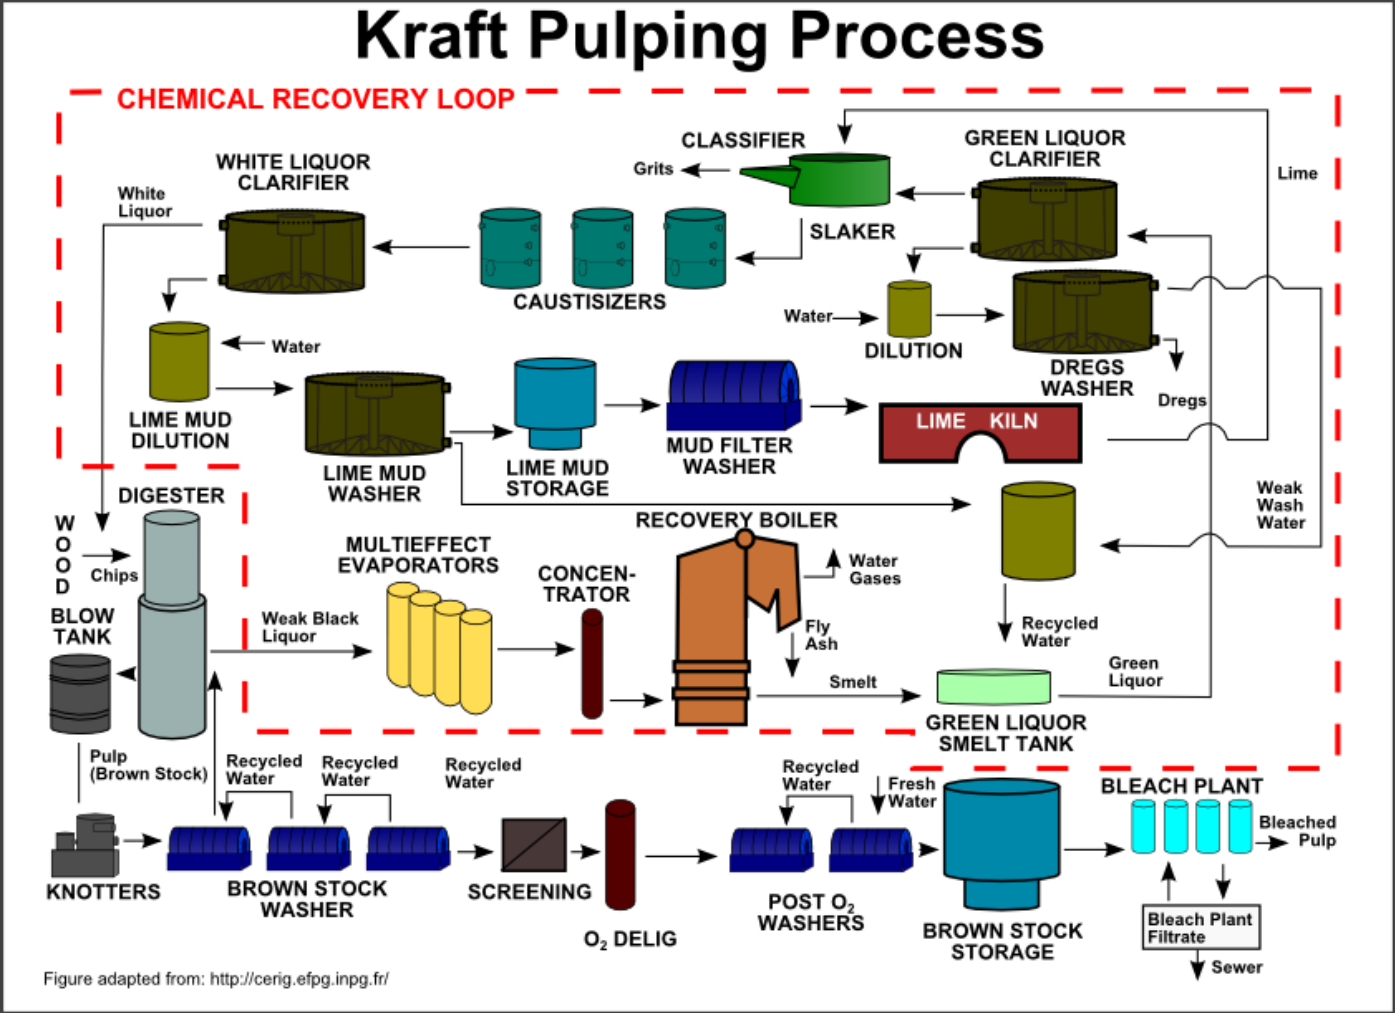 Kraft Pulping Process
CHEMICAL RECOVERY LOOP
CLASSIFIER
Grits
SLAKER
GREEN LIQUOR
CLARIFIER
Lime
WHITE LIQUOR
CLARIFIER
White
Liquor
CAUSTISIZERS
Water
DILUTION
DREGS
WASHER
Dregs
Water
LIME MUD
DILUTION
LIME MUD
WASHER
LIME MUD
STORAGE
MUD FILTER
WASHER
LIME KILN
Weak
Wash
Water
DIGESTER
W
O
O
D
Chips
BLOW
TANK
Weak Black
Liquor
MULTIEFFECT
EVAPORATORS
CONCEN-
TRATOR
RECOVERY BOILER
Water
Gases
Fly
Ash
Smelt
Recycled
Water
Green
Liquor
GREEN LIQUOR
SMELT TANK
Pulp
(Brown Stock)
Recycled
Water
Recycled
Water
Recycled
Water
Recycled
Water
Fresh
Water
BLEACH PLANT
Bleached
Pulp
KNOTTERS
BROWN STOCK
WASHER
SCREENING
O₂ DELIG
POST O₂
WASHERS
BROWN STOCK
STORAGE
Bleach Plant
Filtrate
Sewer
Figure adapted from: http://cerig.efpg.inpg.fr/